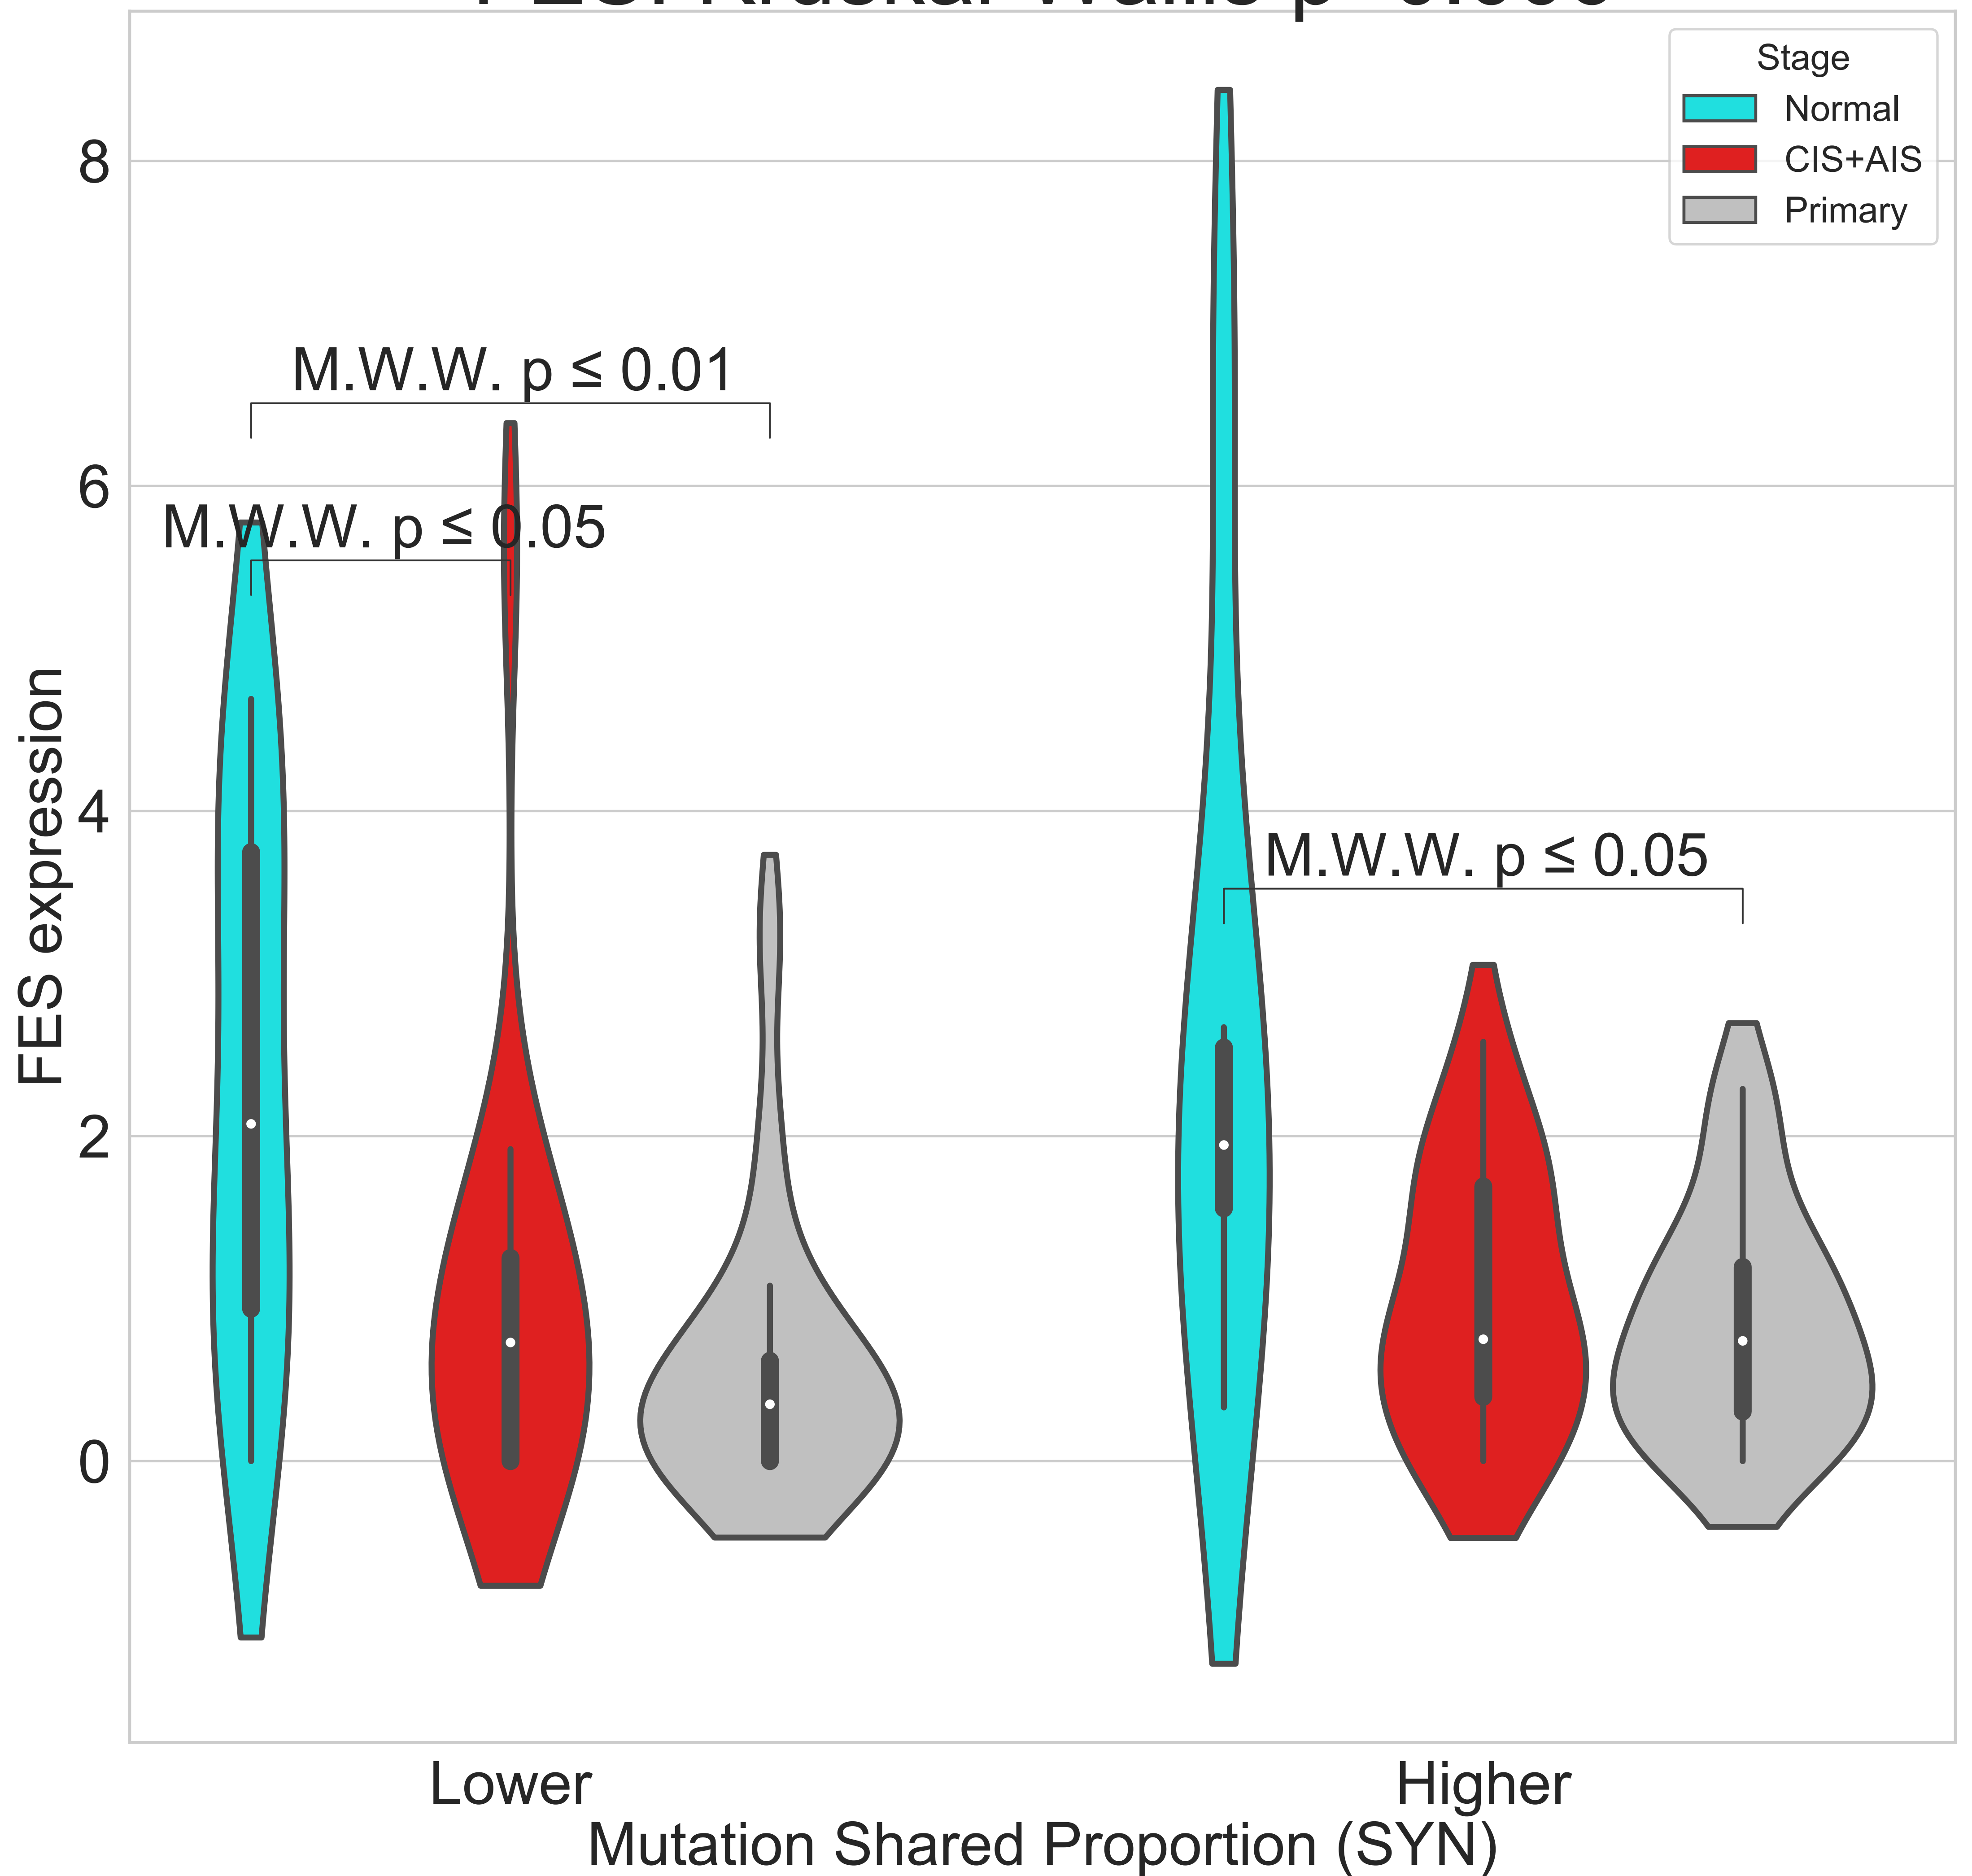 Stage
Normal
CIS+AIS
Primary
8
6
4
2
0
FES expression
M.W.W. p ≤ 0.01
M.W.W. p ≤ 0.05
M.W.W. p ≤ 0.05
Lower
Higher
Mutation Shared Proportion (SYN)